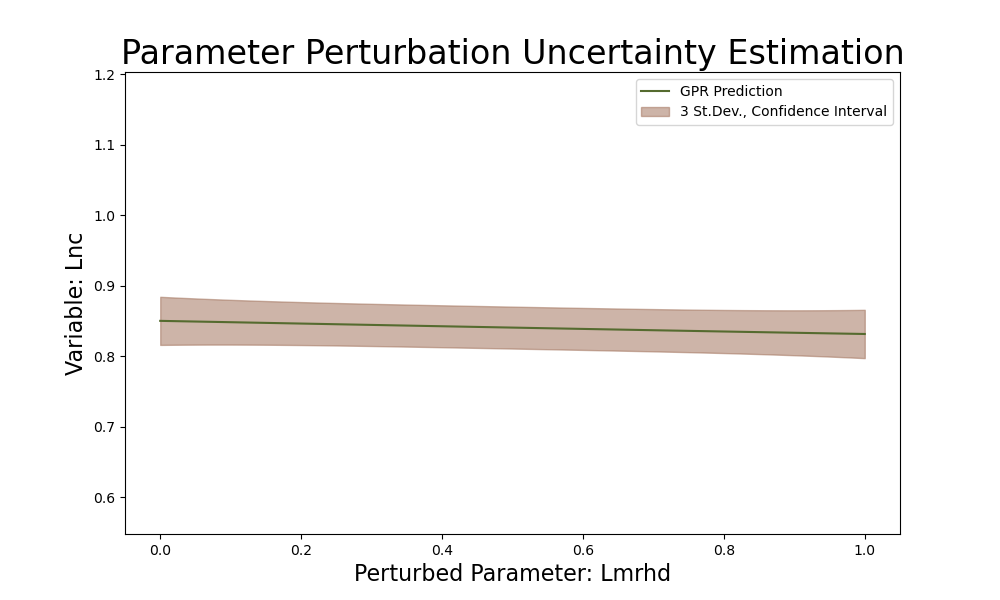 Parameter Perturbation Uncertainty Estimation
GPR Prediction
3 St.Dev., Confidence Interval
Variable: Lnc
1.2
1.1
1.0
0.9
0.8
0.7
0.6
0.0 0.2 0.4 0.6 0.8 1.0
Perturbed Parameter: Lmrhd